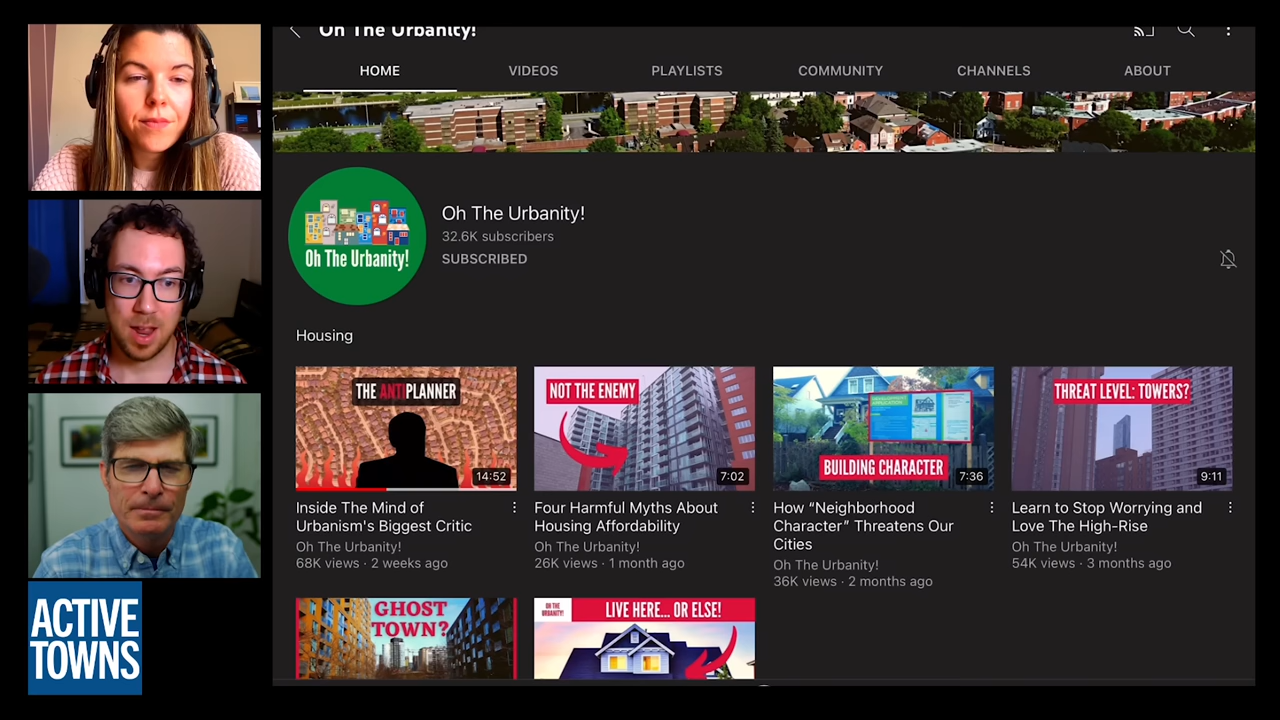 Oh The Urbanity!
HOME VIDEOS PLAYLISTS COMMUNITY CHANNELS ABOUT
Oh The Urbanity!
Oh The Urbanity!
32.6K subscribers
SUBSCRIBED
Housing
THE ANTIPLANNER
14:52
Inside The Mind of
Urbanism's Biggest Critic
Oh The Urbanity!
68K views · 2 weeks ago
NOT THE ENEMY
7:02
Four Harmful Myths About
Housing Affordability
Oh The Urbanity!
26K views · 1 month ago
BUILDING CHARACTER
7:36
How “Neighborhood
Character” Threatens Our
Cities
Oh The Urbanity!
36K views · 2 months ago
THREAT LEVEL: TOWERS?
9:11
Learn to Stop Worrying and
Love The High-Rise
Oh The Urbanity!
54K views · 3 months ago
GHOST
TOWN?
OH THE
URBANITY!
LIVE HERE... OR ELSE!
ACTIVE
TOWNS